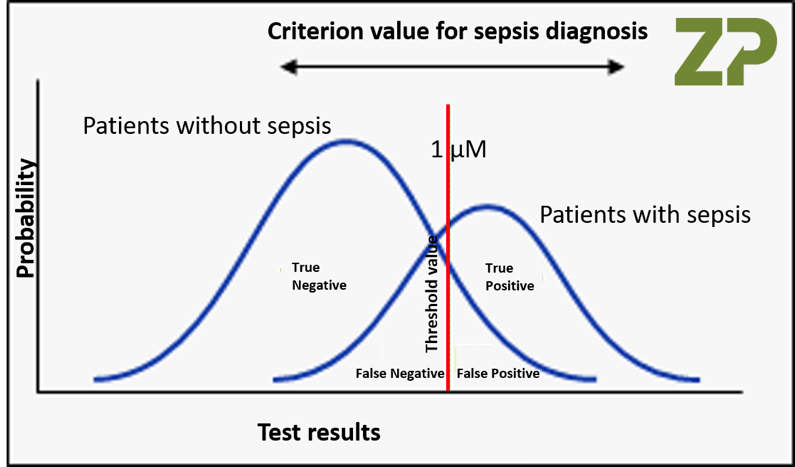 Criterion value for sepsis diagnosis
ZP
Patients without sepsis
1 µM
Patients with sepsis
Probability
Threshold value
True
Negative
True
Positive
False Negative
False Positive
Test results